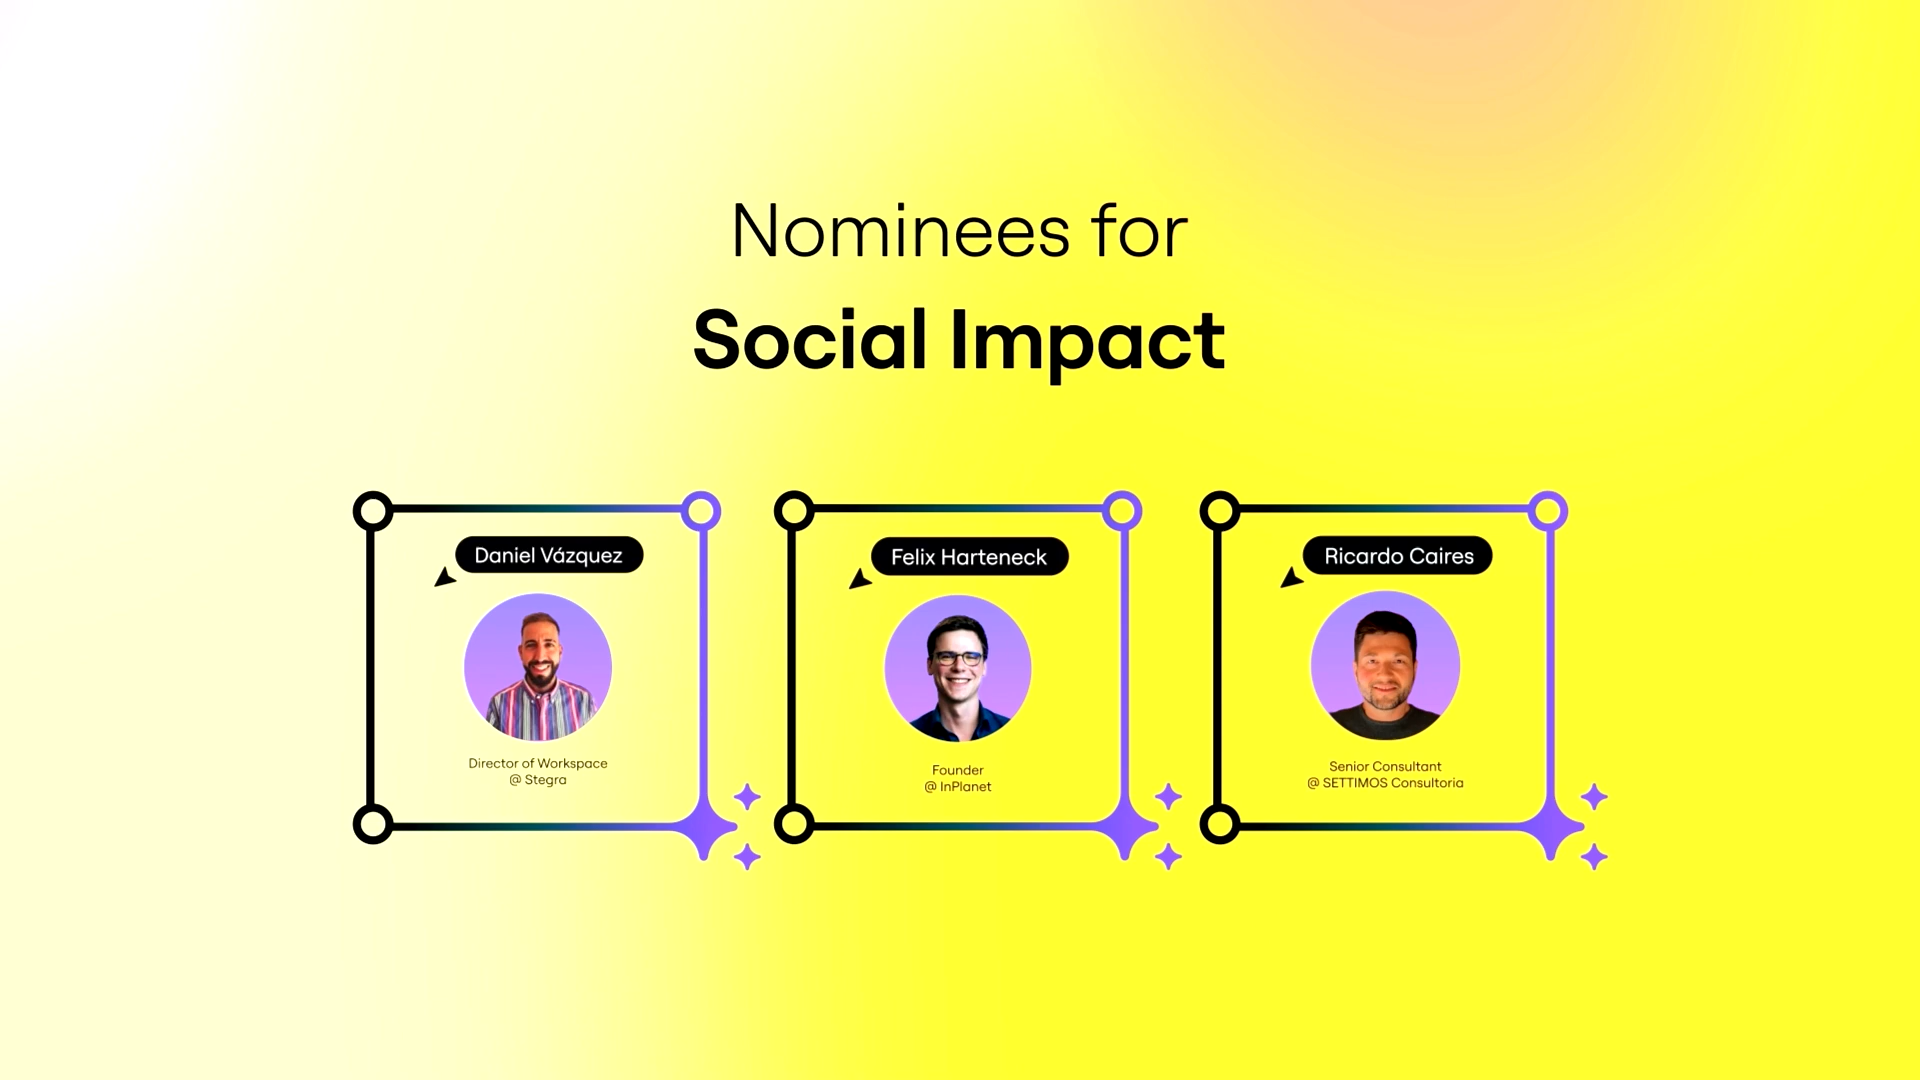 Nominees for
Social Impact
Daniel Vázquez
Director of Workspace
@ Stegra
Felix Harteneck
Founder
@ InPlanet
Ricardo Caires
Senior Consultant
@ SETTIMOS Consultoria